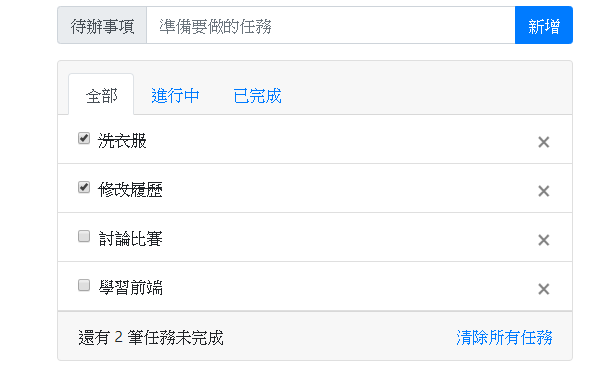 待辦事項 準備要做的任務 新增
全部 進行中 已完成
洗衣服 ×
修改履歷 ×
討論比賽 ×
學習前端 ×
還有 2 筆任務未完成 清除所有任務